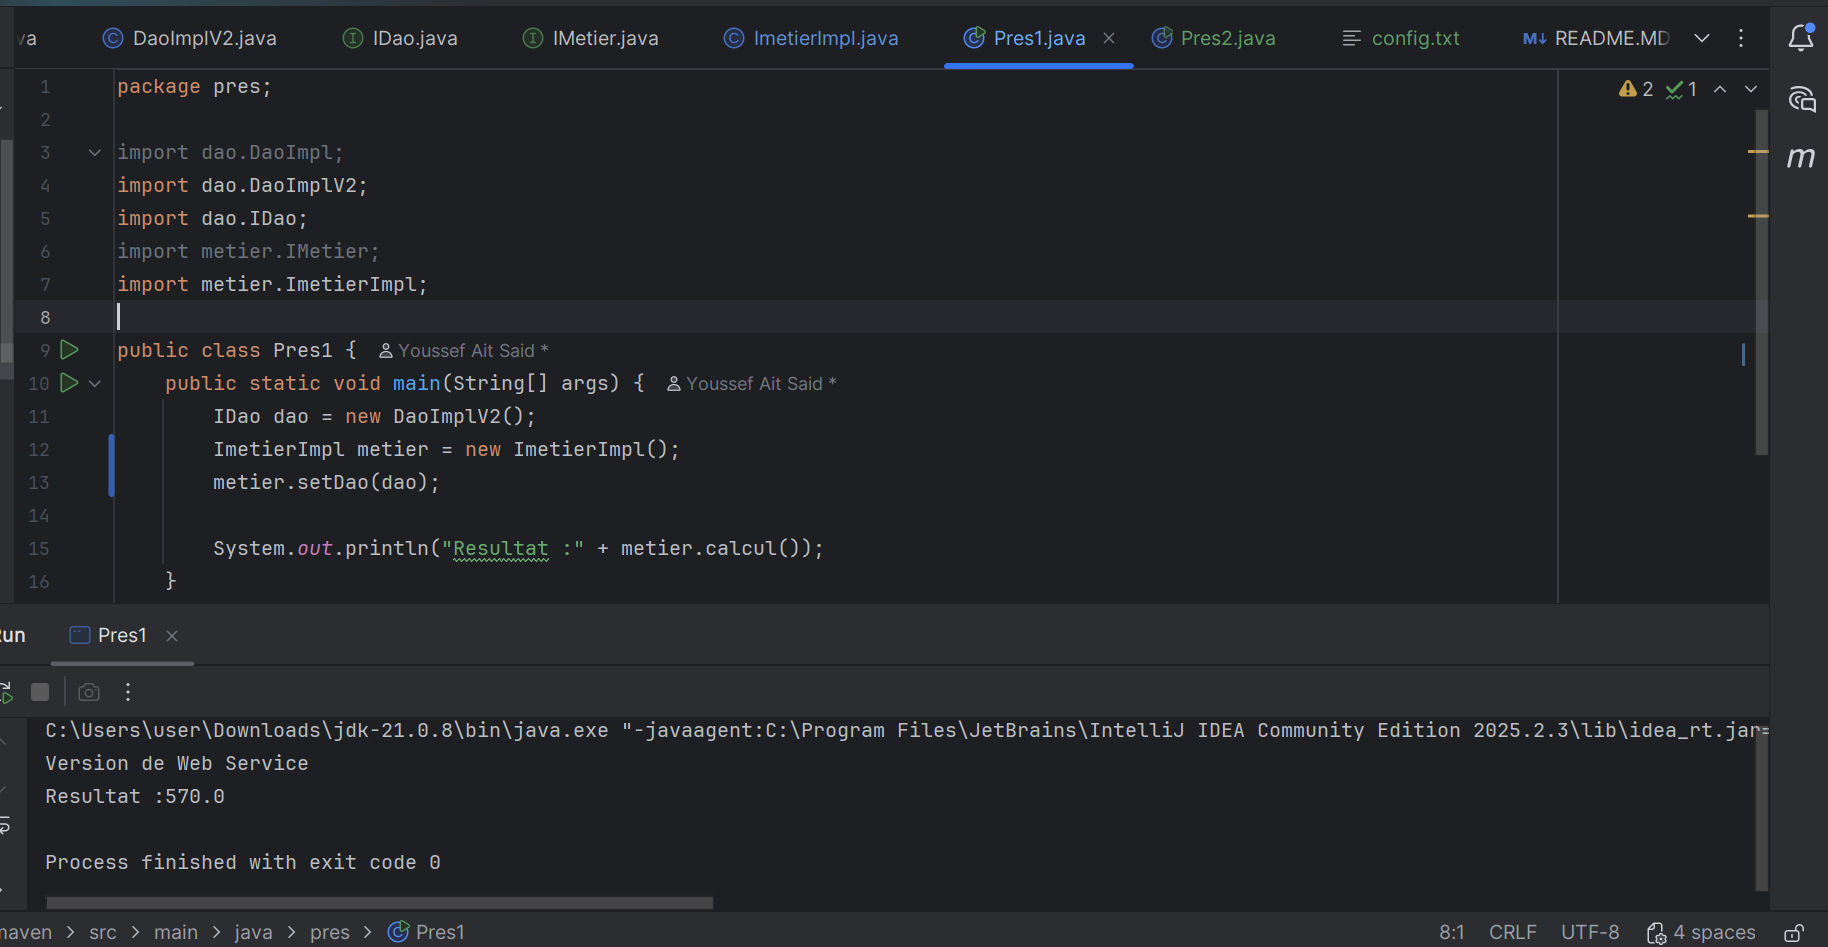 DaoImplV2.java IDao.java IMetier.java ImetierImpl.java Pres1.java Pres2.java config.txt README.MD
2 1
1 package pres;
2
3 import dao.DaoImpl;
4 import dao.DaoImplV2;
5 import dao.IDao;
6 import metier.IMetier;
7 import metier.ImetierImpl;
8
9 public class Pres1 { Youssef Ait Said *
10 public static void main(String[] args) { Youssef Ait Said *
11 IDao dao = new DaoImplV2();
12 ImetierImpl metier = new ImetierImpl();
13 metier.setDao(dao);
14
15 System.out.println("Resultat :" + metier.calcul());
16 }
Pres1
C:\Users\user\Downloads\jdk-21.0.8\bin\java.exe "-javaagent:C:\Program Files\JetBrains\IntelliJ IDEA Community Edition 2025.2.3\lib\idea_rt.jar=
Version de Web Service
Resultat :570.0
Process finished with exit code 0
maven > src > main > java > pres > Pres1 8:1 CRLF UTF-8 4 spaces